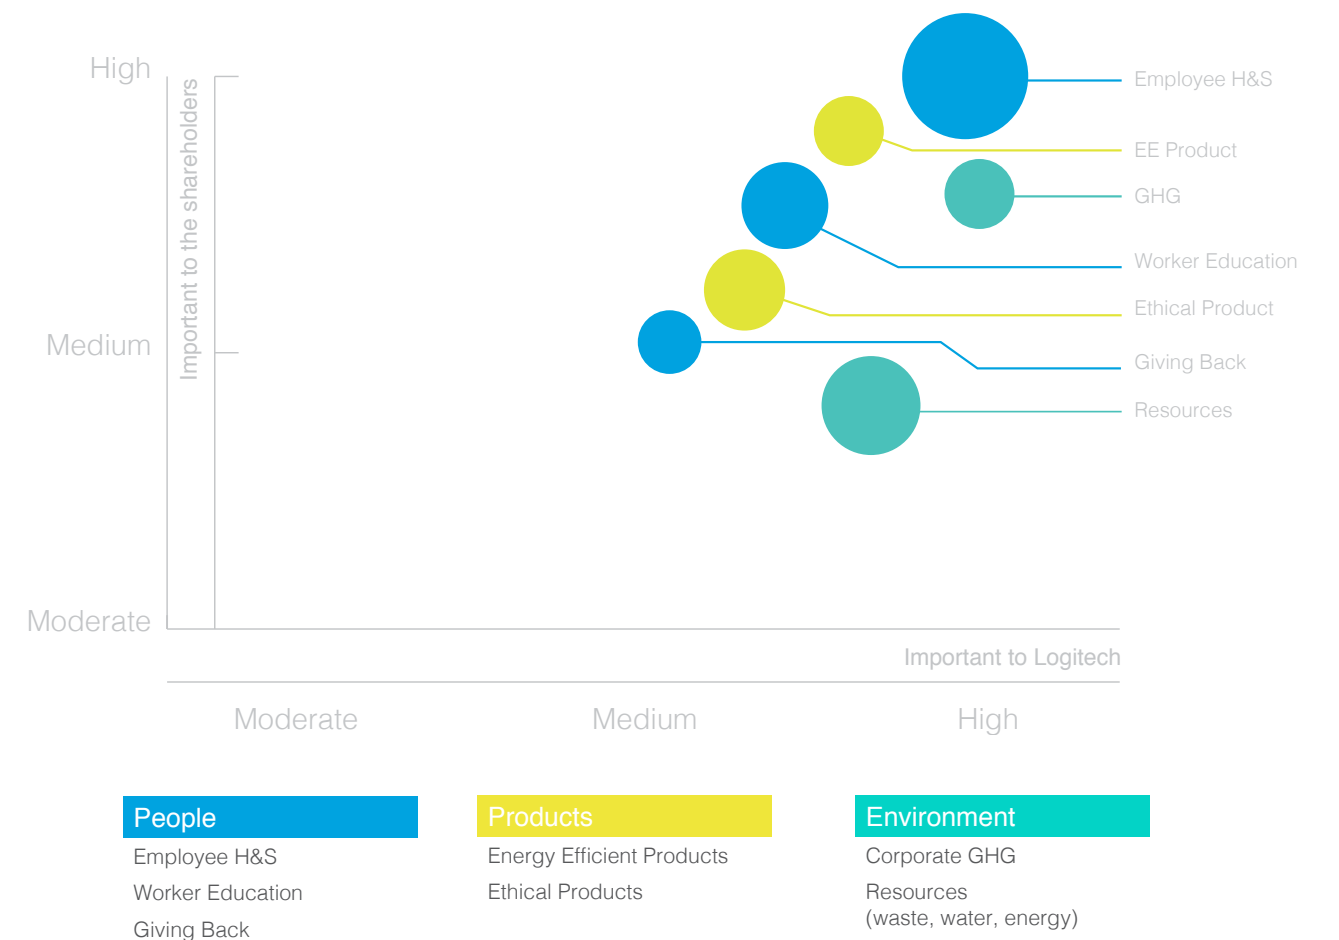 High
Important to the shareholders
Employee H&S
EE Product
GHG
Worker Education
Ethical Product
Medium
Giving Back
Resources
Moderate
Important to Logitech
Moderate
Medium
High
People
Employee H&S
Worker Education
Giving Back
Products
Energy Efficient Products
Ethical Products
Environment
Corporate GHG
Resources
(waste, water, energy)